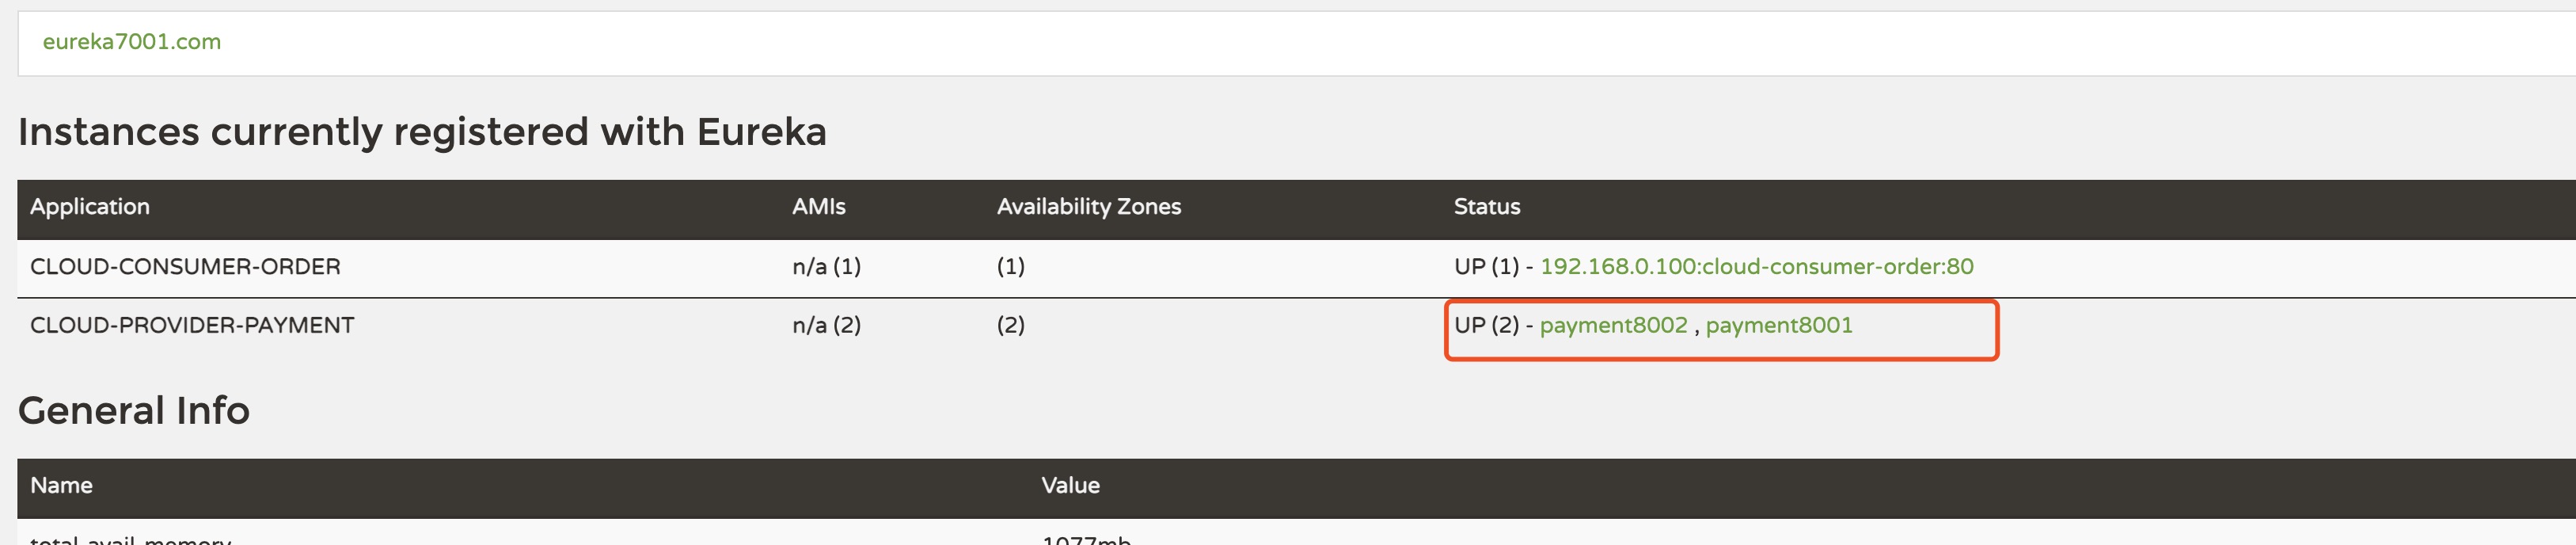 eureka7001.com
Instances currently registered with Eureka
Application AMIs Availability Zones Status
CLOUD-CONSUMER-ORDER n/a (1) (1) UP (1) - 192.168.0.100:cloud-consumer-order:80
CLOUD-PROVIDER-PAYMENT n/a (2) (2) UP (2) - payment8002 , payment8001
General Info
Name Value
total-avail-memory 1077mb